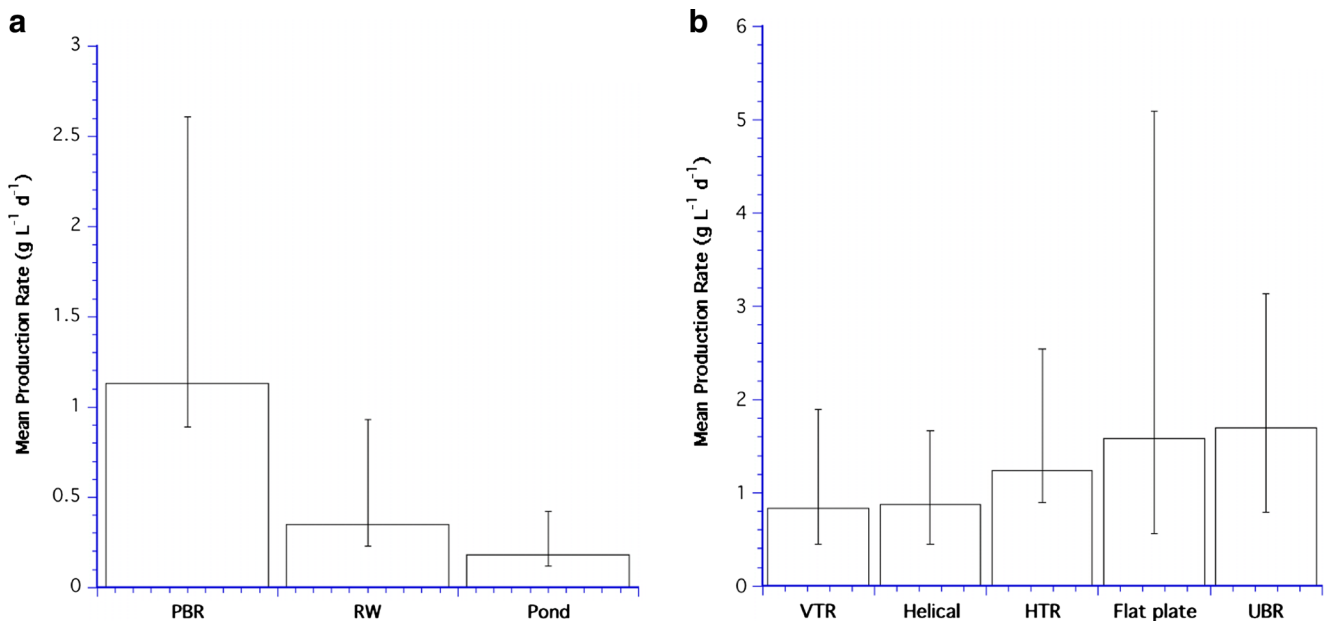 a
Mean Production Rate (g L⁻¹ d⁻¹)
3
2.5
2
1.5
1
0.5
0
PBR RW Pond
b
Mean Production Rate (g L⁻¹ d⁻¹)
6
5
4
3
2
1
0
VTR Helical HTR Flat plate UBR